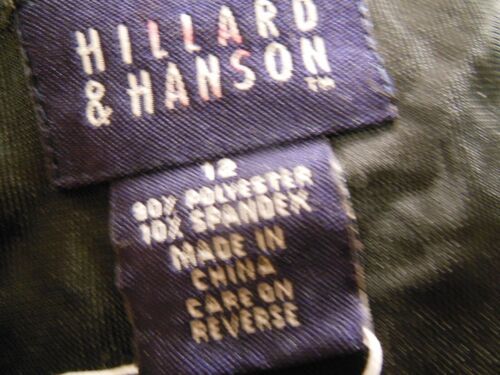 HILLARD
& HANSON
TM
12
90% POLYESTER
10% SPANDEX
MADE IN
CHINA
CARE ON
REVERSE